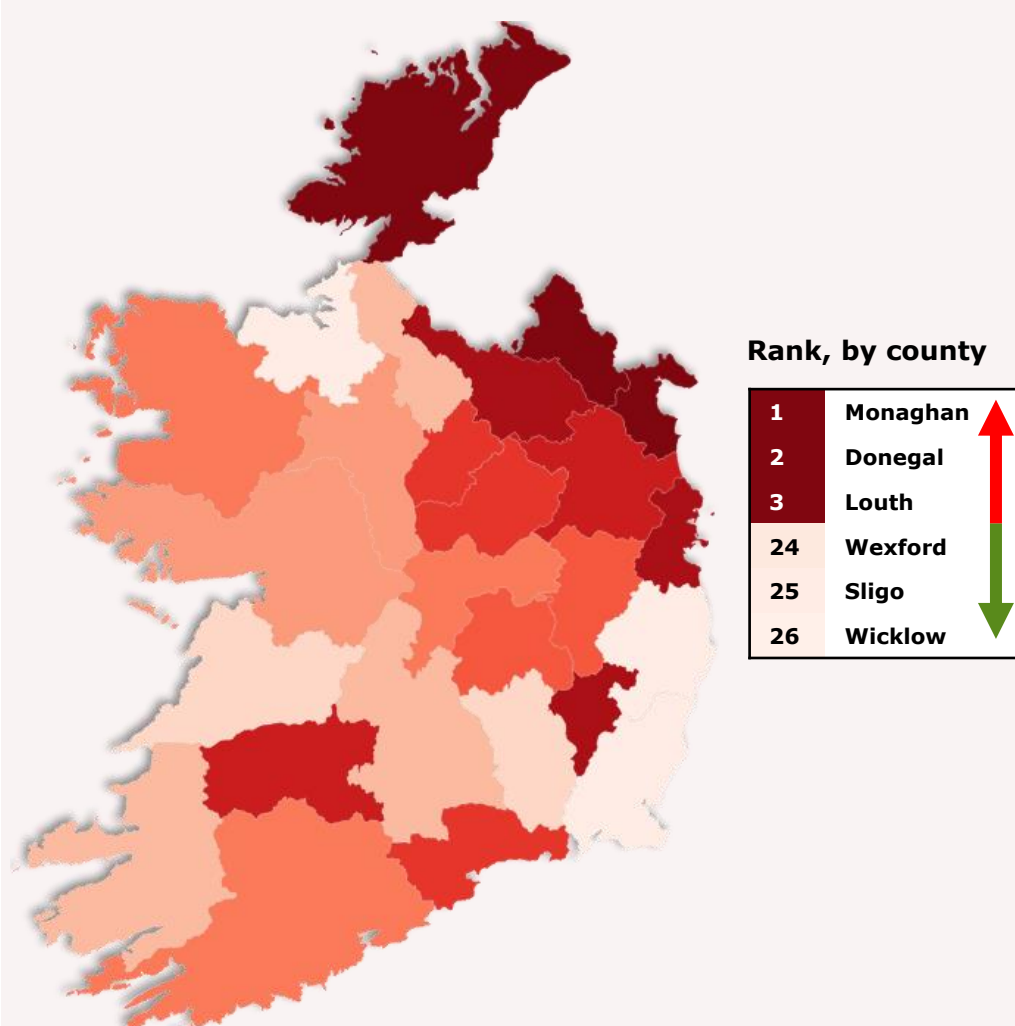 Rank, by county
1 Monaghan
2 Donegal
3 Louth
24 Wexford
25 Sligo
26 Wicklow